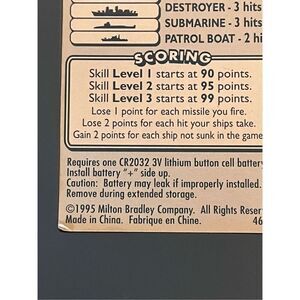 DESTROYER - 3 hits
SUBMARINE - 3 hits
PATROL BOAT - 2 hi
SCORING
Skill Level 1 starts at 90 points.
Skill Level 2 starts at 95 points.
Skill Level 3 starts at 99 points.
Lose 1 point for each missile you fire.
Lose 2 points for each hit your ships take.
Gain 2 points for each ship not sunk in the game
Requires one CR2032 3V lithium button cell battery
Install battery "+" side up.
Caution: Battery may leak if improperly installed.
Remove during extended storage.
©1995 Milton Bradley Company. All Rights Reser
Made in China. Fabrique en Chine. 46